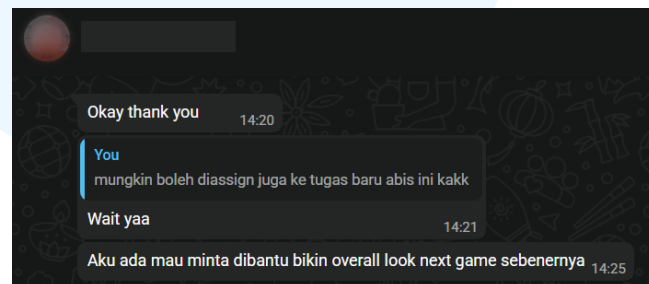 Okay thank you
14:20
You
mungkin boleh diassign juga ke tugas baru abis ini kakk
Wait yaa
14:21
Aku ada mau minta dibantu bikin overall look next game sebenernya
14:25